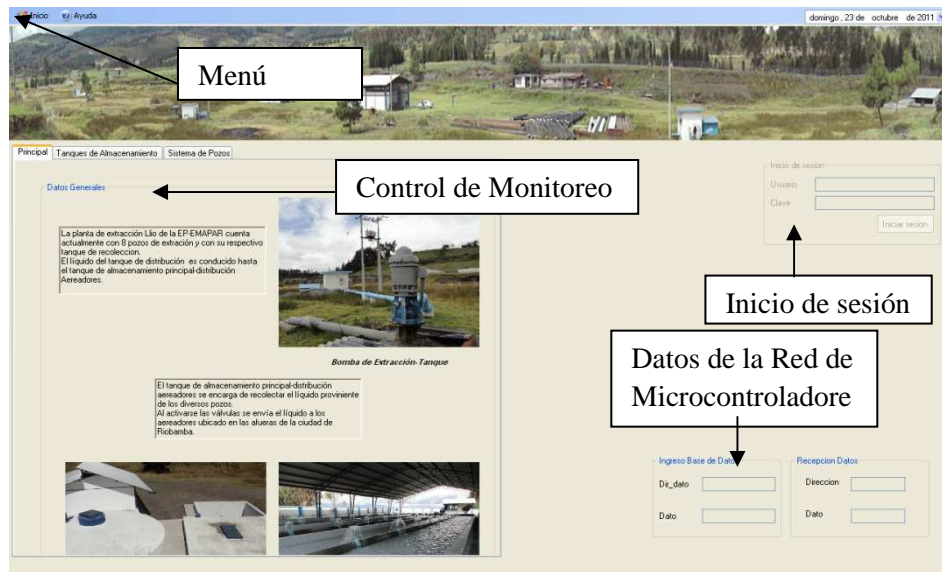 Inicio Ayuda
domingo , 23 de octubre de 2011
Menú
Principal Tanques de Almacenamiento Sistema de Pozos
Datos Generales
Control de Monitoreo
La planta de extracción Llio de la EP-EMAPAR cuenta
actualmente con 8 pozos de extración y con su respectivo
tanque de recoleccion.
El líquido del tanque de distribución es conducido hasta
el tanque de almacenamiento principal-distribución
Aereadores.
Bomba de Extracción-Tanque
El tanque de almacenamiento principal-distribución
aereadores se encarga de recolectar el líquido proviniente
de los diversos pozos.
Al activarse las válvulas se envía el líquido a los
aereadores ubicado en las afueras de la ciudad de
Riobamba.
Inicio de sesion
Usuario
Clave
Iniciar sesion
Inicio de sesión
Datos de la Red de
Microcontroladore
Ingreso Base de Datos
Dir_dato
Dato
Recepcion Datos
Direccion
Dato